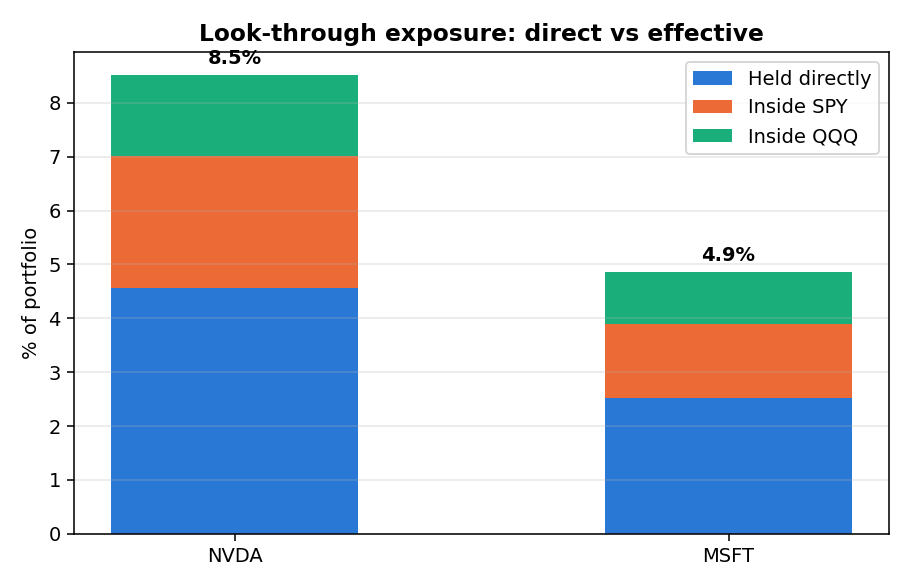 Look-through exposure: direct vs effective
8.5%
Held directly
Inside SPY
Inside QQQ
4.9%
% of portfolio
8
7
6
5
4
3
2
1
0
NVDA
MSFT